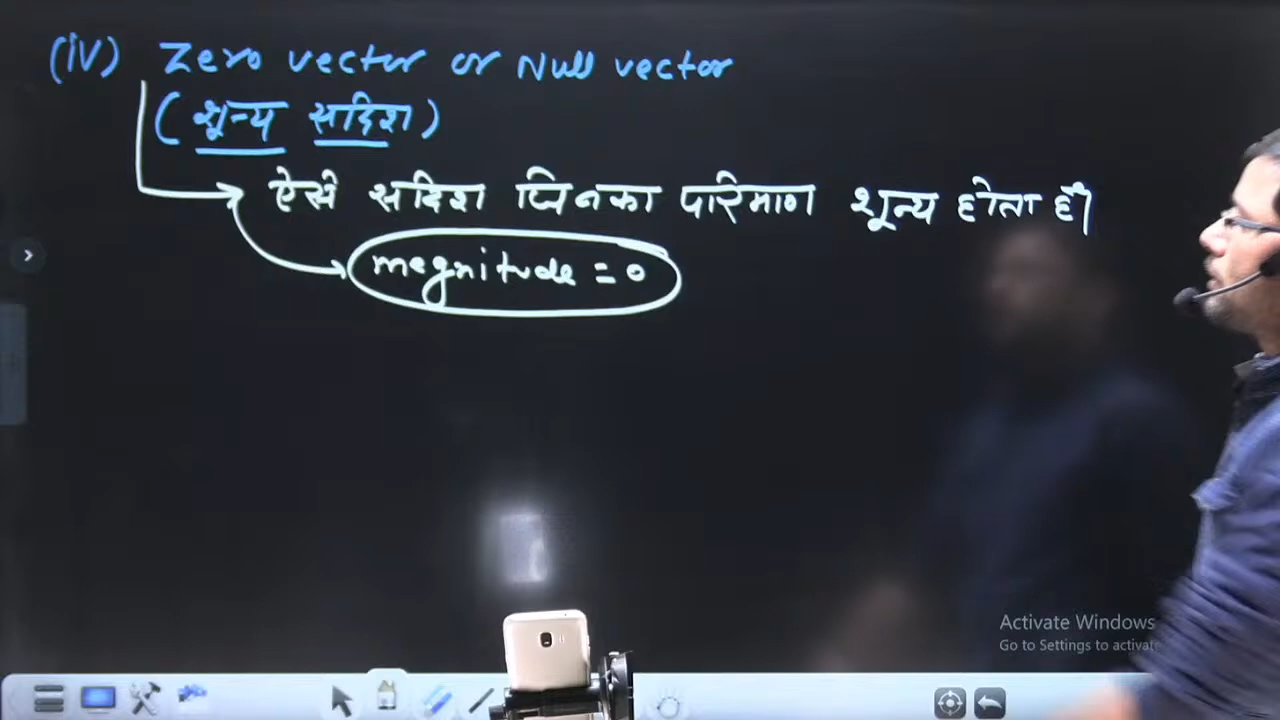 (iv) Zero vector or Null vector
(शून्य सदिश)
ऐसे सदिश जिनका परिमाण शून्य होता है।
megnitude = 0
Activate Windows
Go to Settings to activate